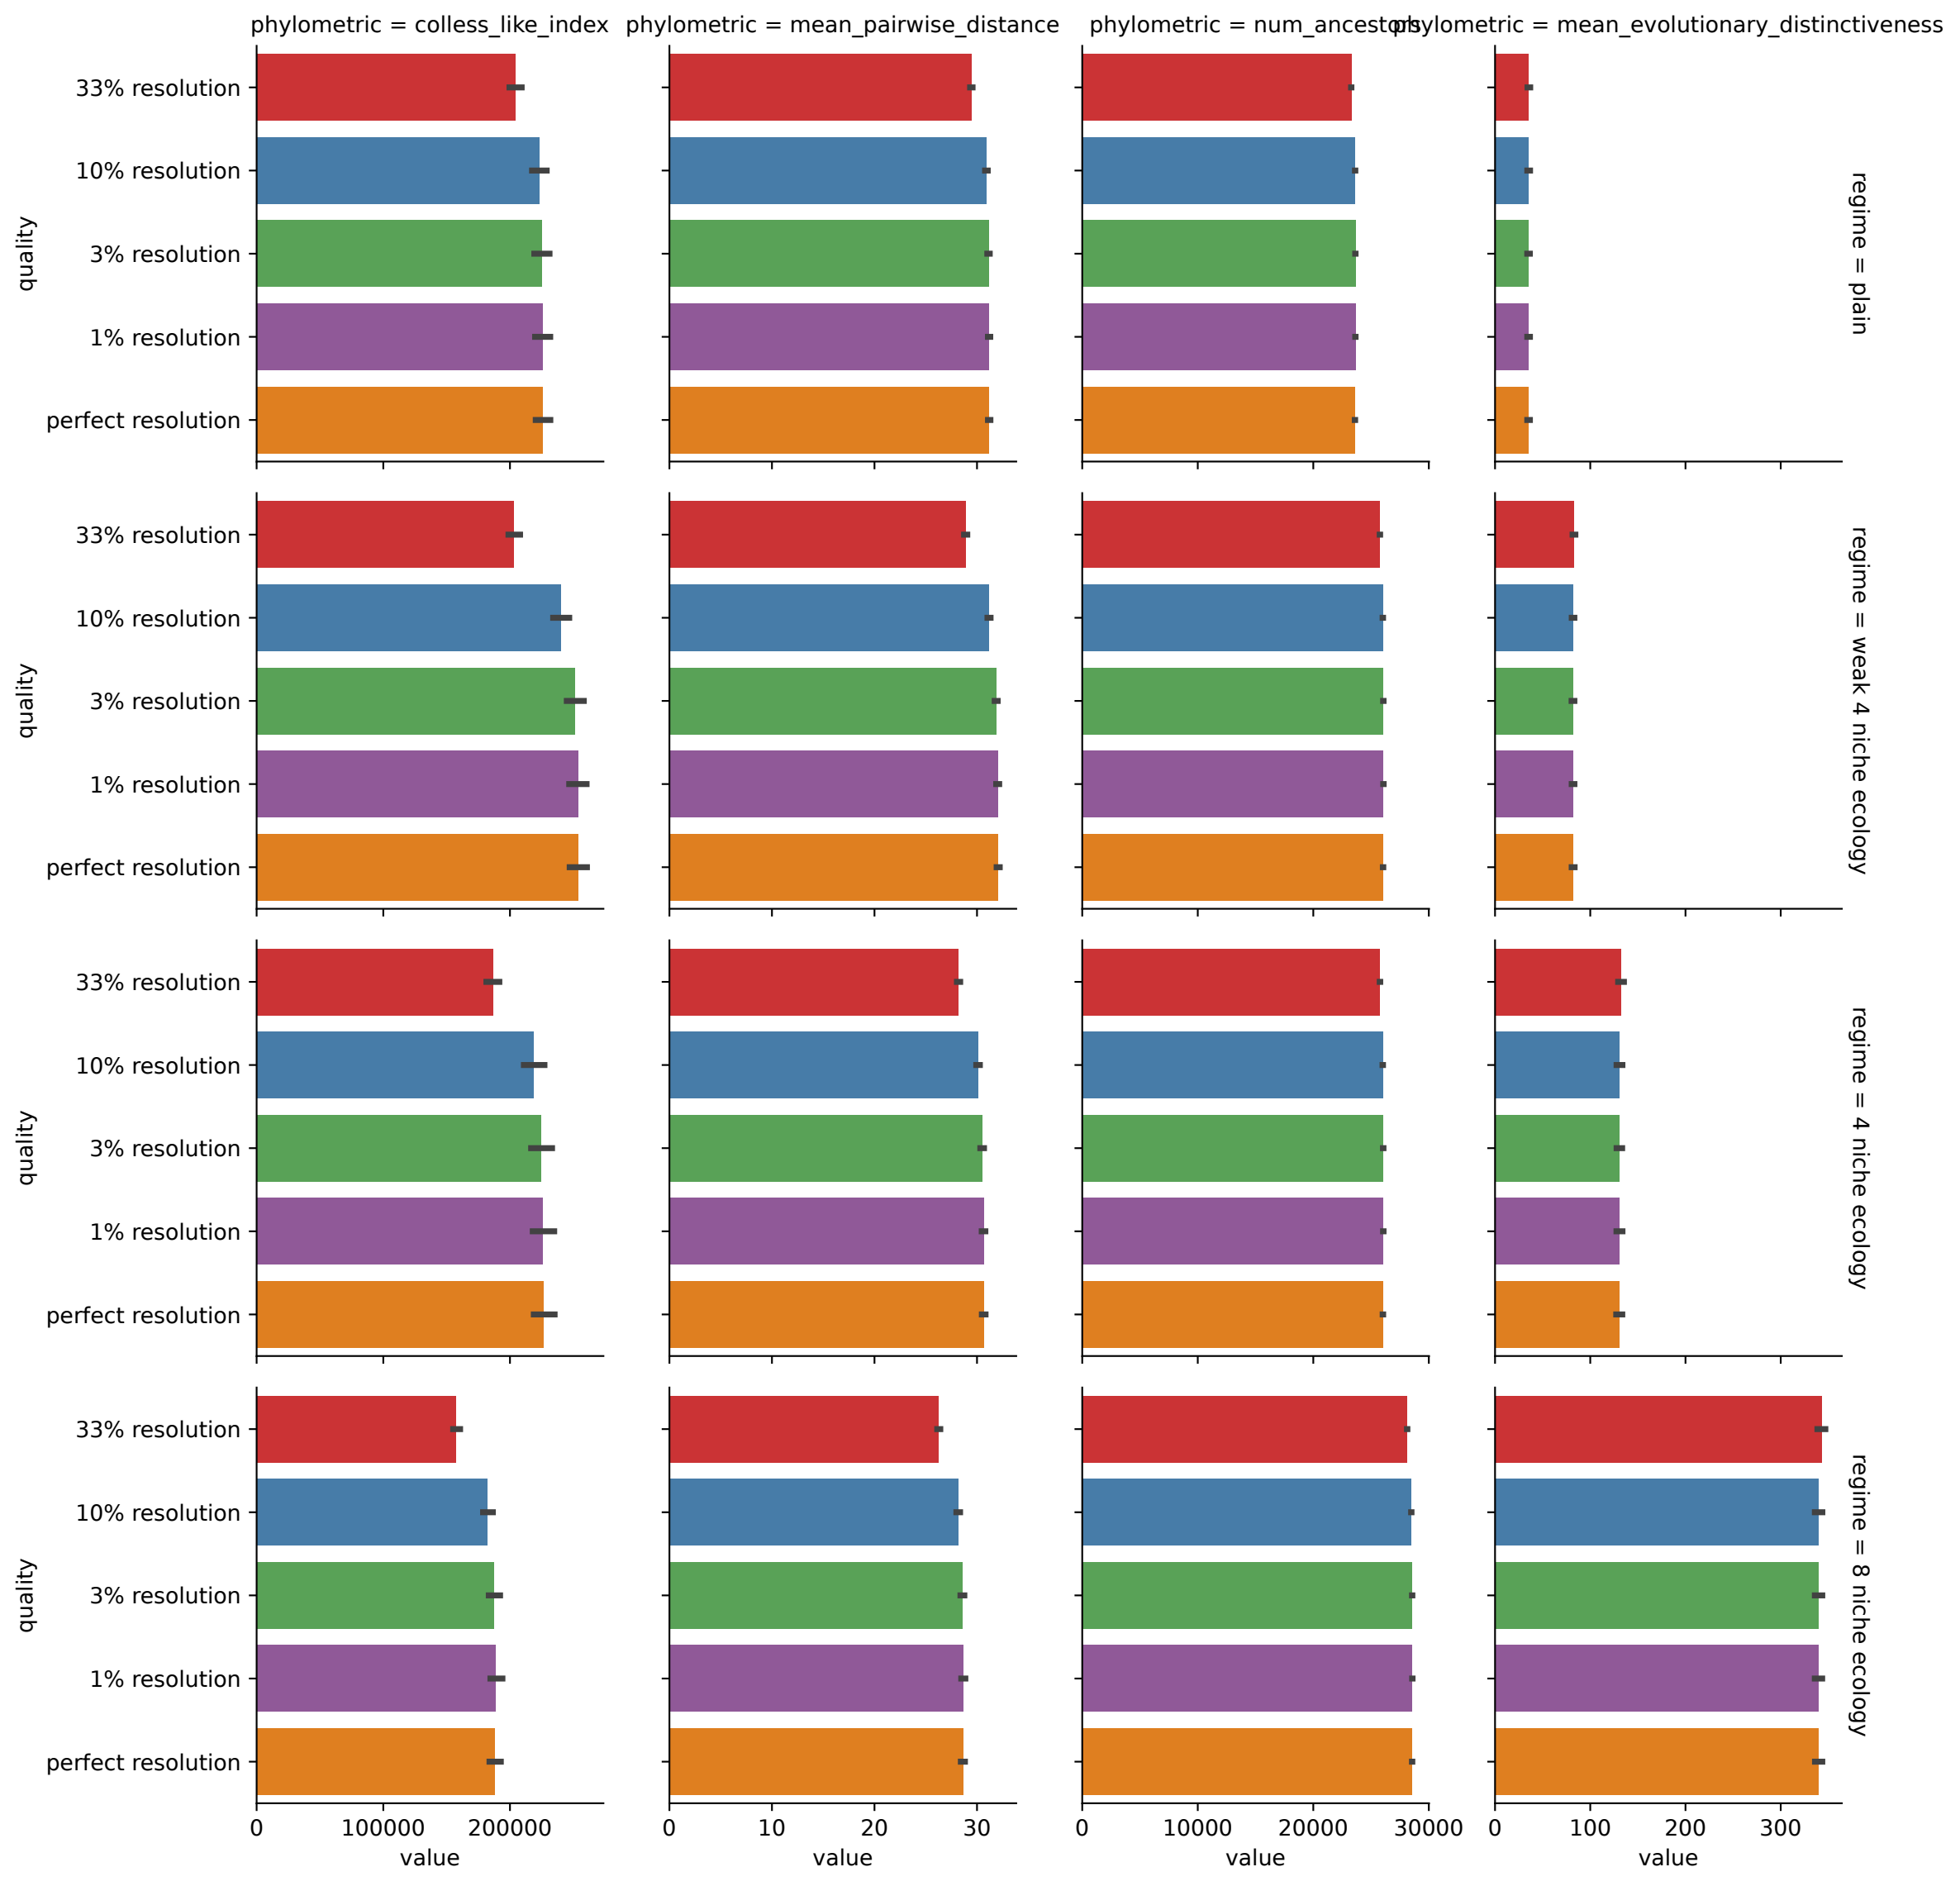 phylometric = colless_like_index
phylometric = mean_pairwise_distance
phylometric = num_ancestors
phylometric = mean_evolutionary_distinctiveness
quality
33% resolution
10% resolution
3% resolution
1% resolution
perfect resolution
regime = plain
quality
33% resolution
10% resolution
3% resolution
1% resolution
perfect resolution
regime = weak 4 niche ecology
quality
33% resolution
10% resolution
3% resolution
1% resolution
perfect resolution
regime = 4 niche ecology
quality
33% resolution
10% resolution
3% resolution
1% resolution
perfect resolution
regime = 8 niche ecology
0 100000 200000
value
0 10 20 30
value
0 10000 20000 30000
value
0 100 200 300
value